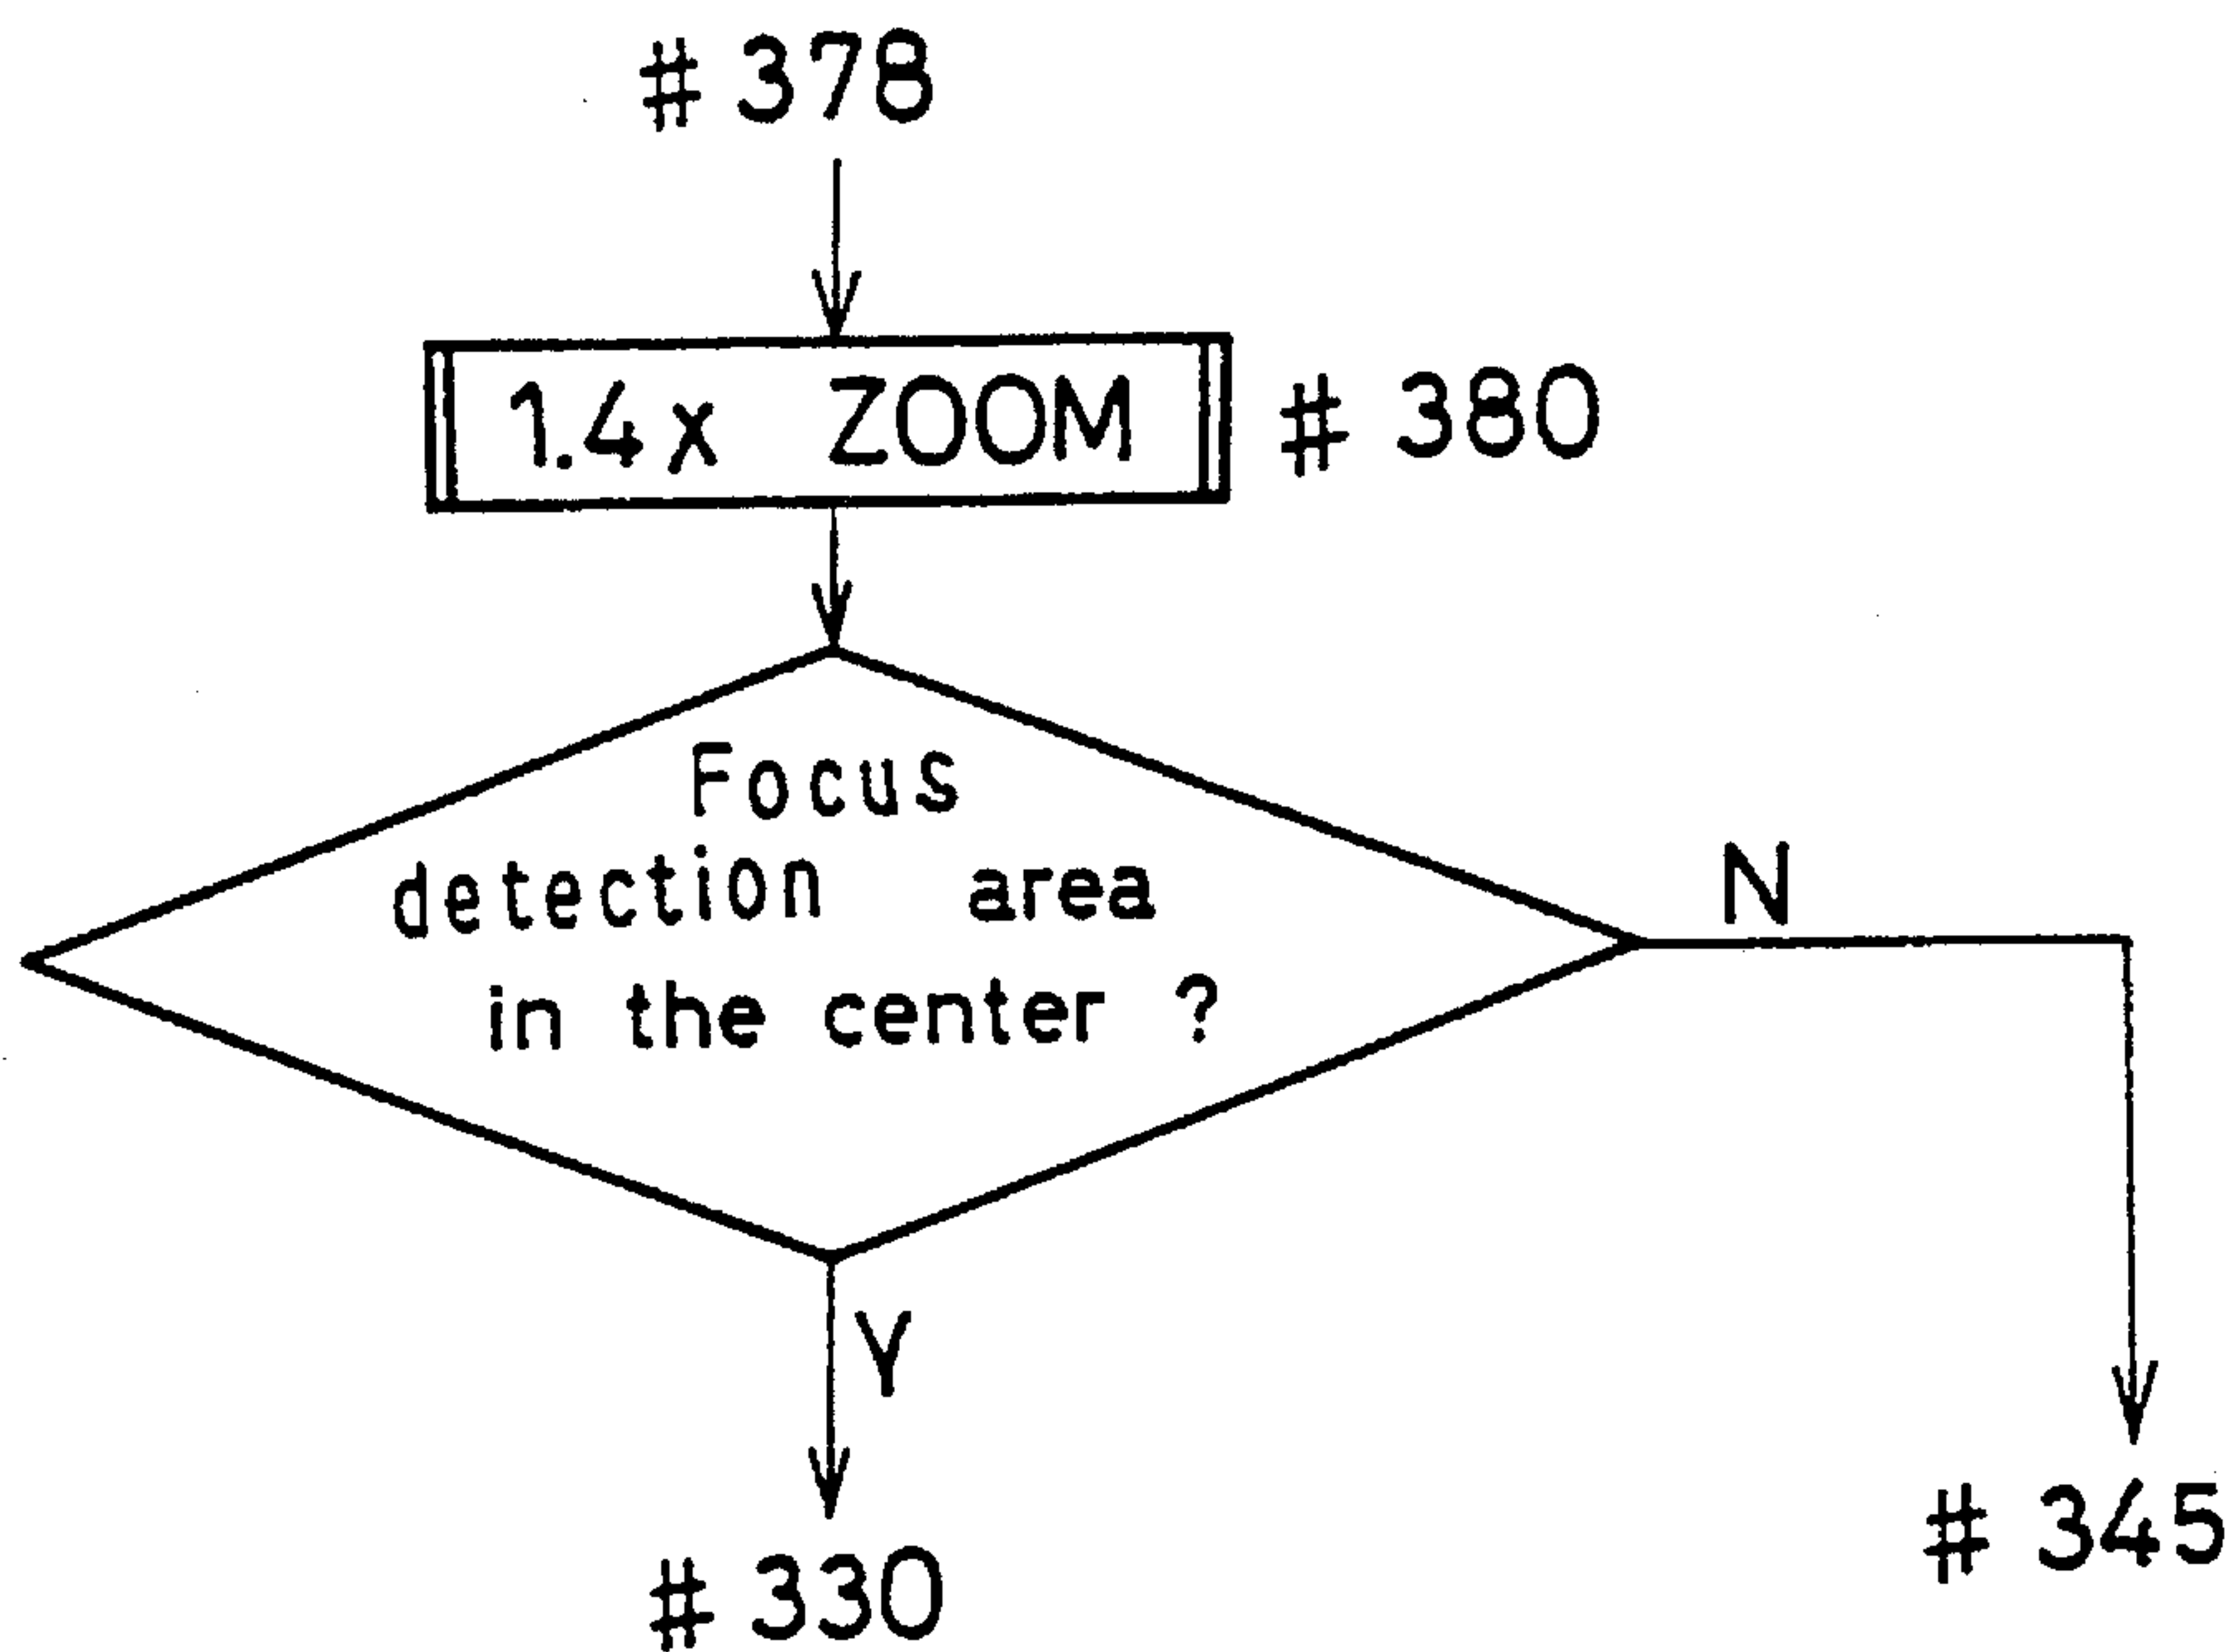 # 378
1.4x ZOOM
# 380
Focus
detection area
in the center ?
N
Y
# 345
# 330